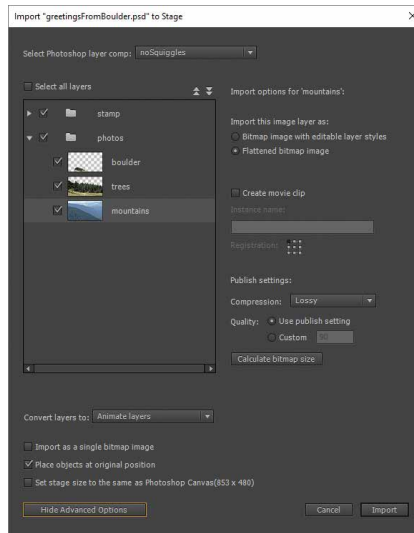 Import "greetingsFromBoulder.psd" to Stage
Select Photoshop layer comp: noSquiggles
Select all layers
stamp
photos
boulder
trees
mountains
Import options for 'mountains':
Import this image layer as:
Bitmap image with editable layer styles
Flattened bitmap image
Create movie clip
Instance name:
Registration:
Publish settings:
Compression: Lossy
Quality: Use publish setting
Custom 90
Calculate bitmap size
Convert layers to: Animate layers
Import as a single bitmap image
Place objects at original position
Set stage size to the same as Photoshop Canvas(853 x 480)
Hide Advanced Options
Cancel Import